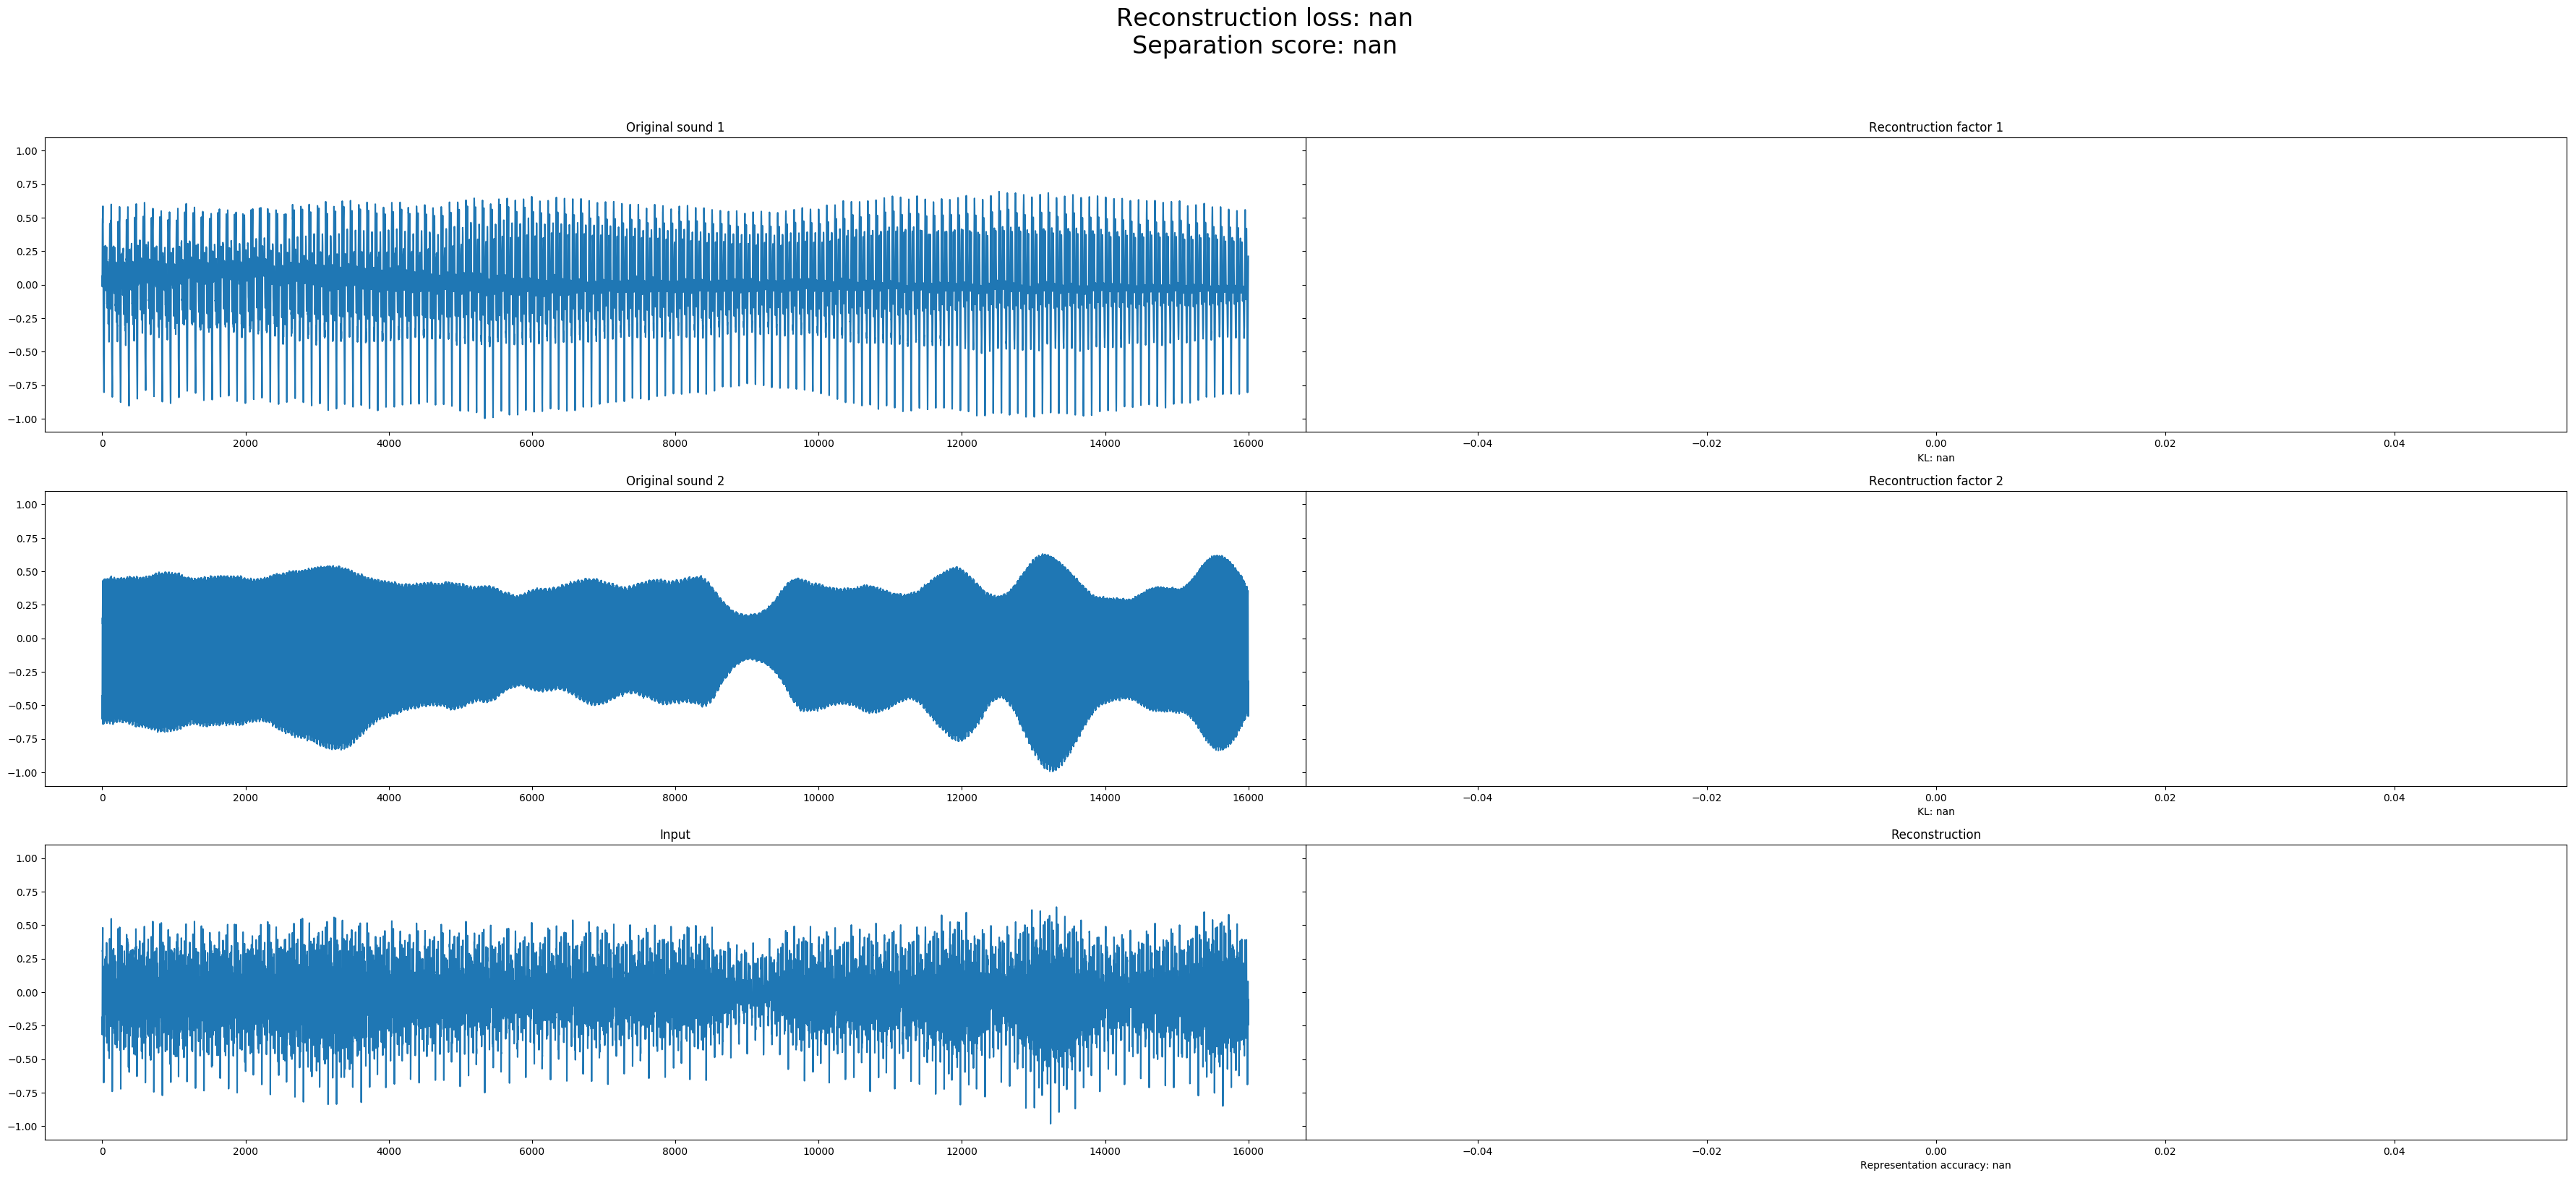 Reconstruction loss: nan
Separation score: nan
Original sound 1
Recontruction factor 1
1.00
0.75
0.50
0.25
0.00
−0.25
−0.50
−0.75
−1.00
0 2000 4000 6000 8000 10000 12000 14000 16000
−0.04 −0.02 0.00 0.02 0.04
KL: nan
Original sound 2
Recontruction factor 2
1.00
0.75
0.50
0.25
0.00
−0.25
−0.50
−0.75
−1.00
0 2000 4000 6000 8000 10000 12000 14000 16000
−0.04 −0.02 0.00 0.02 0.04
KL: nan
Input
Reconstruction
1.00
0.75
0.50
0.25
0.00
−0.25
−0.50
−0.75
−1.00
0 2000 4000 6000 8000 10000 12000 14000 16000
−0.04 −0.02 0.00 0.02 0.04
Representation accuracy: nan